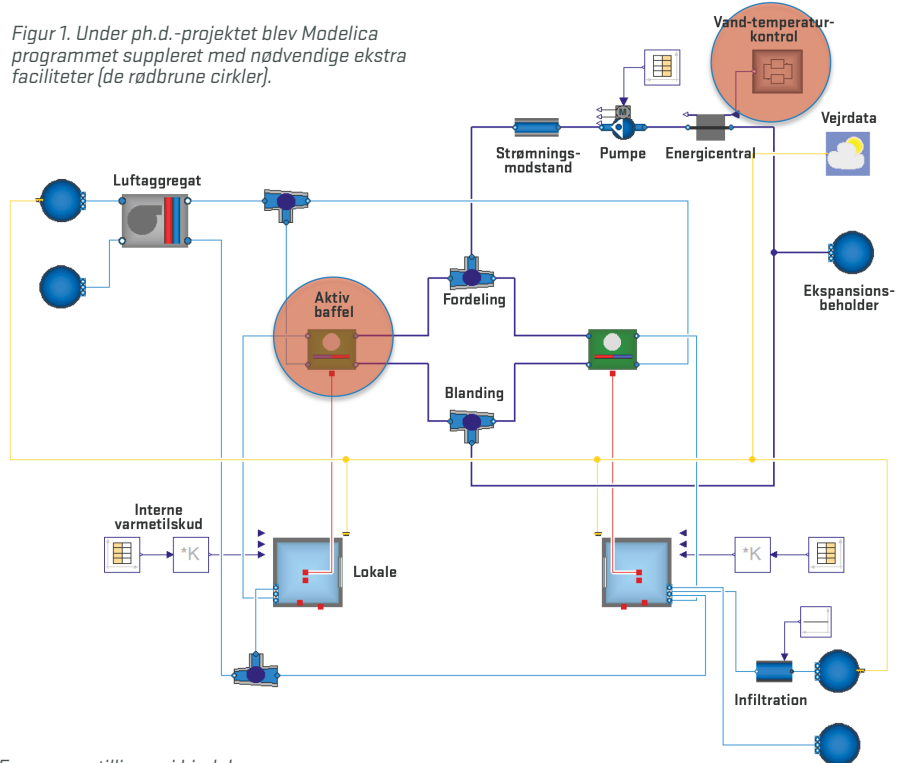 Figur 1. Under ph.d.-projektet blev Modelica
programmet suppleret med nødvendige ekstra
faciliteter (de rødbrune cirkler).
Vand-temperatur-
kontrol
M
Vejrdata
Strømnings-
modstand
Pumpe
Energicentral
Luftaggregat
Ekspansions-
beholder
Fordeling
Aktiv
baffel
Blanding
Interne
varmetilskud
*K
Lokale
*K
Infiltration